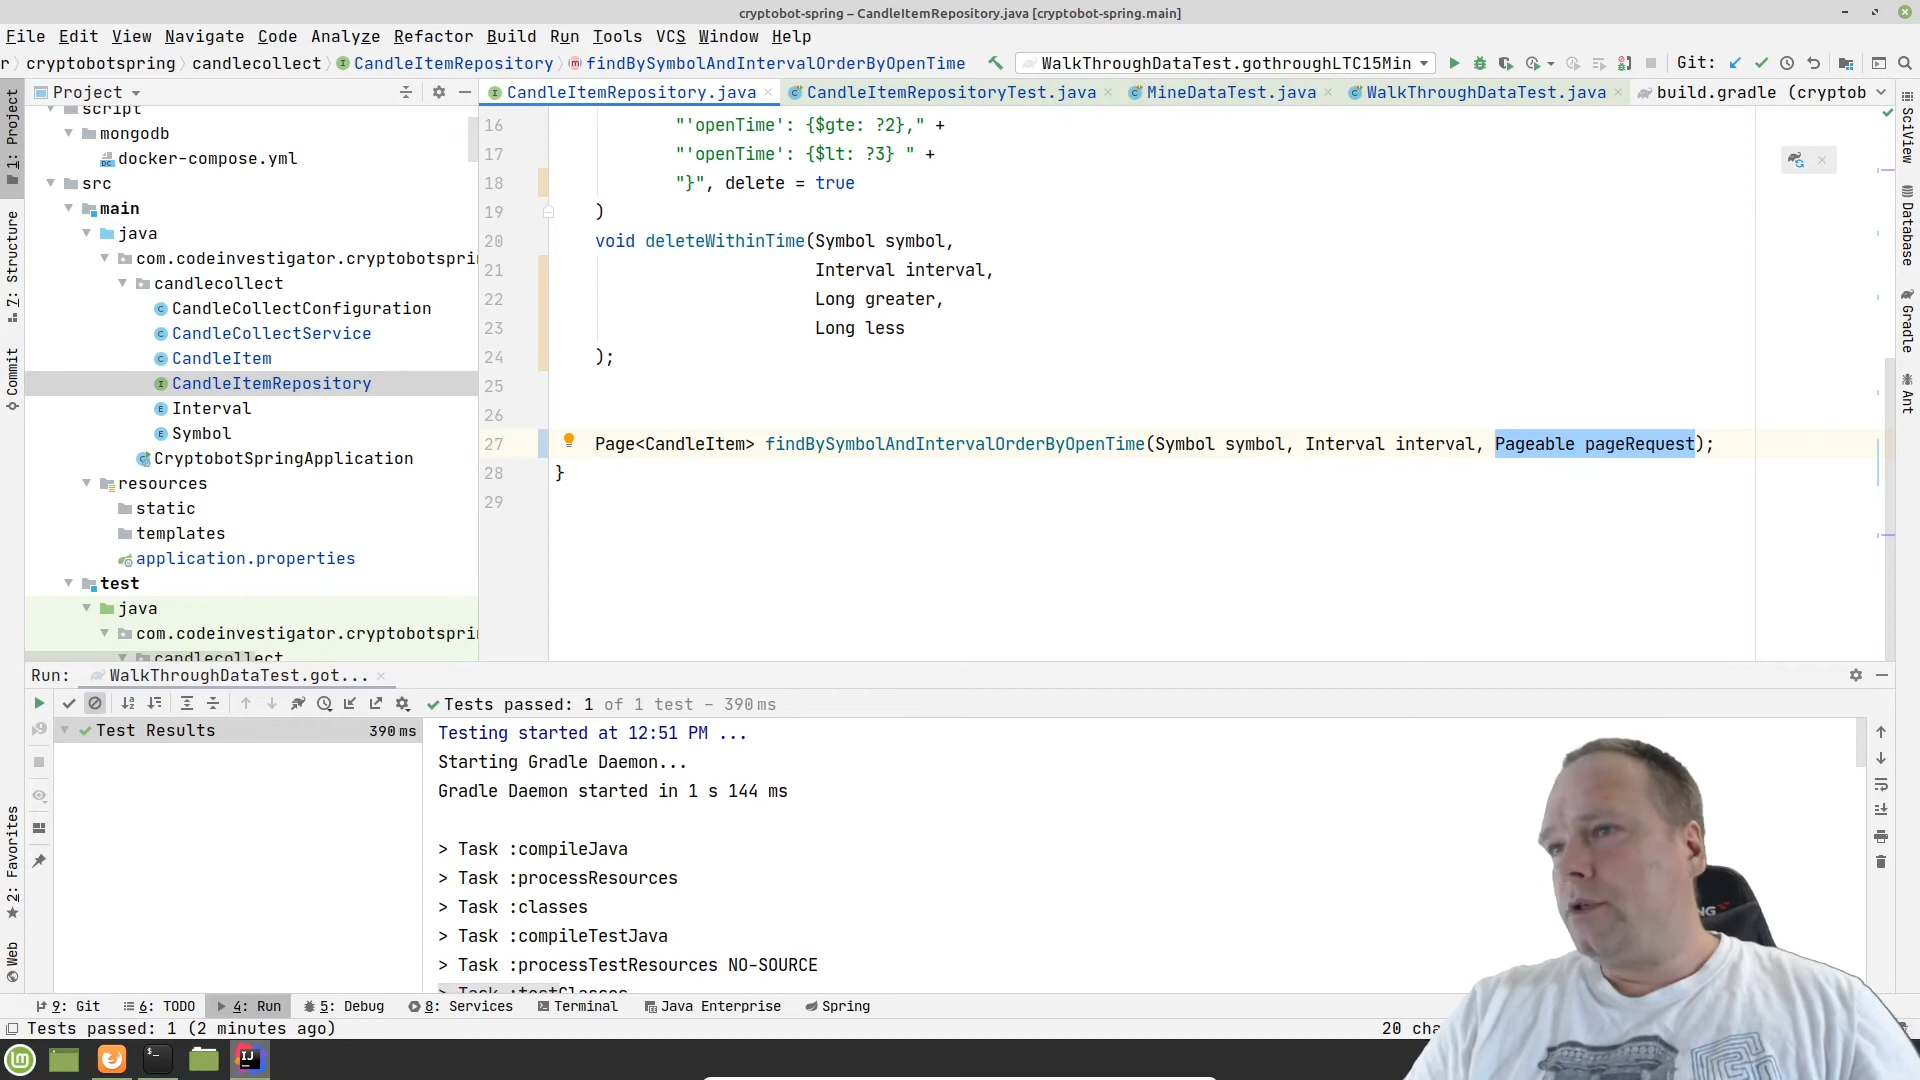 cryptobot-spring – CandleItemRepository.java [cryptobot-spring.main]
File Edit View Navigate Code Analyze Refactor Build Run Tools VCS Window Help
r cryptobotspring candlecollect CandleItemRepository findBySymbolAndIntervalOrderByOpenTime WalkThroughDataTest.gothroughLTC15Min Git:
Project CandleItemRepository.java CandleItemRepositoryTest.java MineDataTest.java WalkThroughDataTest.java build.gradle (cryptob
1: Project
7: Structure
Commit
2: Favorites
Web
script
mongodb
docker-compose.yml
src
main
java
com.codeinvestigator.cryptobotspri
candlecollect
CandleCollectConfiguration
CandleCollectService
CandleItem
CandleItemRepository
Interval
Symbol
CryptobotSpringApplication
resources
static
templates
application.properties
test
java
com.codeinvestigator.cryptobotspri
candlecollect
16 "'openTime': {$gte: ?2}," +
17 "'openTime': {$lt: ?3} " +
18 "}", delete = true
19 )
20 void deleteWithinTime(Symbol symbol,
21 Interval interval,
22 Long greater,
23 Long less
24 );
25
26
27 Page<CandleItem> findBySymbolAndIntervalOrderByOpenTime(Symbol symbol, Interval interval, Pageable pageRequest);
28 }
29
SciView
Database
Gradle
Ant
Run: WalkThroughDataTest.got...
Tests passed: 1 of 1 test – 390 ms
Test Results 390 ms
Testing started at 12:51 PM ...
Starting Gradle Daemon...
Gradle Daemon started in 1 s 144 ms
> Task :compileJava
> Task :processResources
> Task :classes
> Task :compileTestJava
> Task :processTestResources NO-SOURCE
> Task :testClasses
9: Git 6: TODO 4: Run 5: Debug 8: Services Terminal Java Enterprise Spring
Tests passed: 1 (2 minutes ago) 20 cha